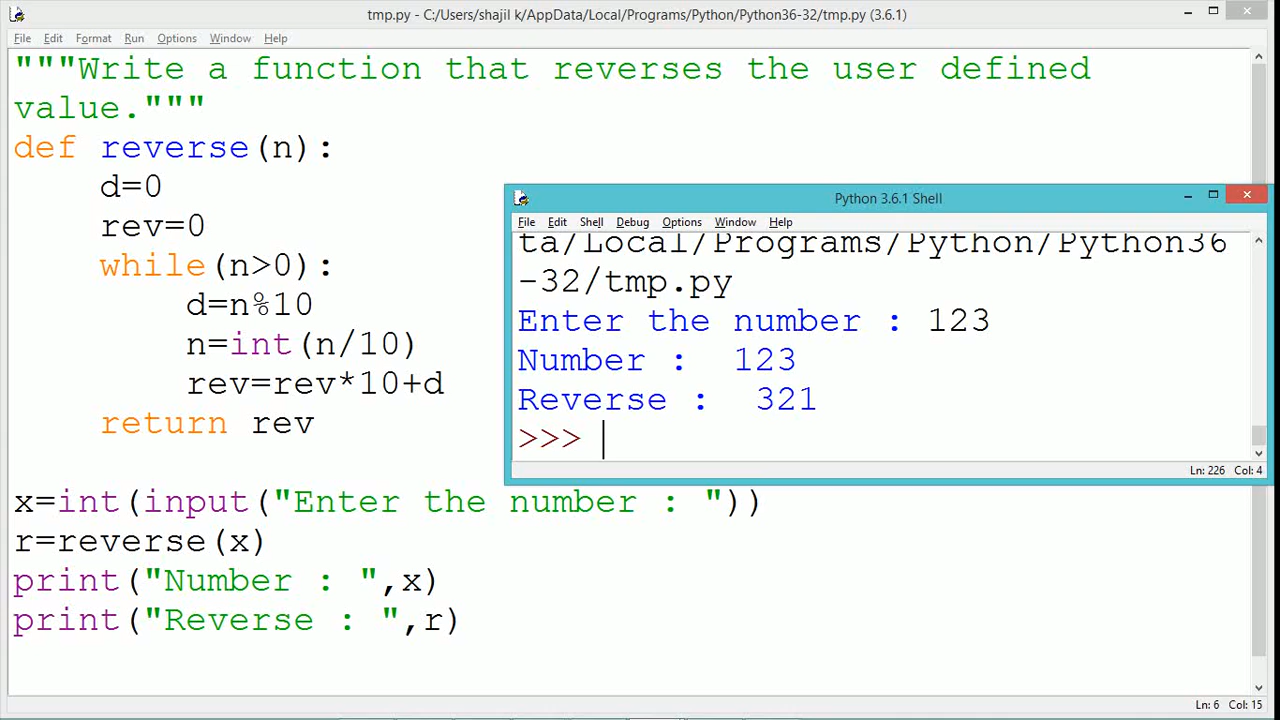 tmp.py - C:/Users/shajil k/AppData/Local/Programs/Python/Python36-32/tmp.py (3.6.1)
File Edit Format Run Options Window Help
"""Write a function that reverses the user defined
value."""
def reverse(n):
    d=0
    rev=0
    while(n>0):
        d=n%10
        n=int(n/10)
        rev=rev*10+d
    return rev
x=int(input("Enter the number : "))
r=reverse(x)
print("Number : ",x)
print("Reverse : ",r)
Ln: 6 Col: 15
Python 3.6.1 Shell
File Edit Shell Debug Options Window Help
ta/Local/Programs/Python/Python36
-32/tmp.py
Enter the number : 123
Number :  123
Reverse :  321
>>>
Ln: 226 Col: 4